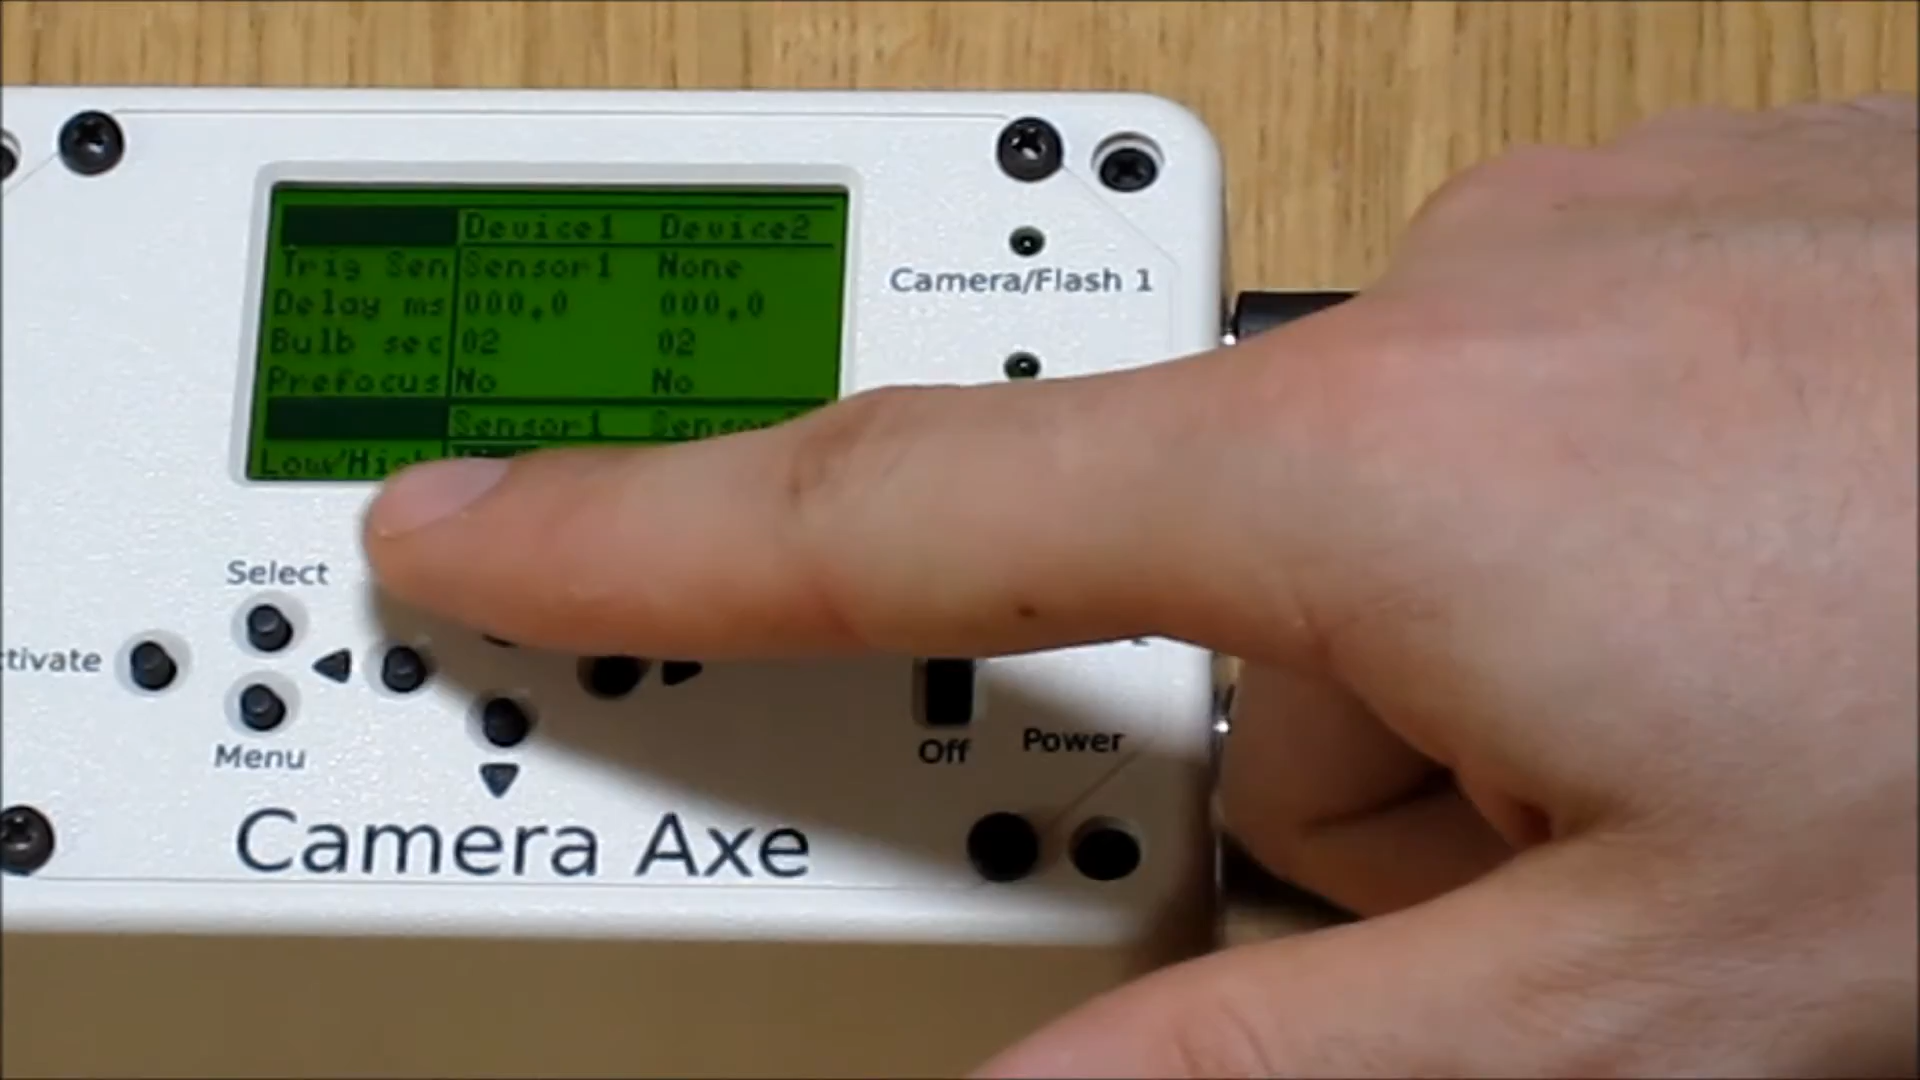 Device1 Device2
Trig Sen Sensor1 None
Delay ms 000.0 000.0
Bulb sec 02 02
Prefocus No No
Sensor1
Camera/Flash 1
Select
Menu
Off
Power
Camera Axe